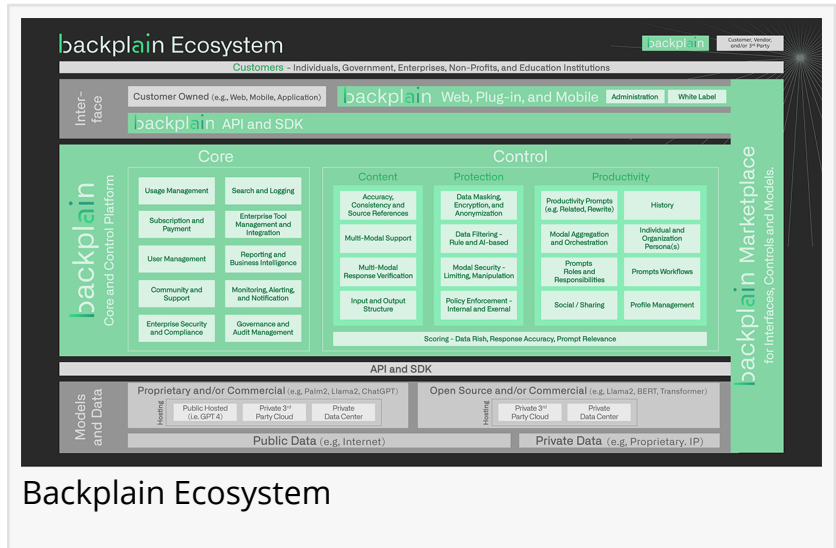 backplain Ecosystem
backplain
Customer, Vendor,
and/or 3rd Party
Customers - Individuals, Government, Enterprises, Non-Profits, and Education Institutions
Inter-
face
Customer Owned (e.g., Web, Mobile, Application)
backplain Web, Plug-in, and Mobile
Administration
White Label
backplain API and SDK
backplain
Core and Control Platform
Core
Usage Management
Search and Logging
Subscription and
Payment
Enterprise Tool
Management and
Integration
User Management
Reporting and
Business Intelligence
Community and
Support
Monitoring, Alerting,
and Notification
Enterprise Security
and Compliance
Governance and
Audit Management
Control
Content
Accuracy,
Consistency and
Source References
Multi-Modal Support
Multi-Modal
Response Verification
Input and Output
Structure
Protection
Data Masking,
Encryption, and
Anonymization
Data Filtering -
Rule and AI-based
Modal Security -
Limiting, Manipulation
Policy Enforcement -
Internal and Exernal
Productivity
Productivity Prompts
(e.g. Related, Rewrite)
History
Modal Aggregation
and Orchestration
Individual and
Organization
Persona(s)
Prompts
Roles and
Responsibilities
Prompts Workflows
Social / Sharing
Profile Management
Scoring - Data Rish, Response Accuracy, Prompt Relevance
backplain Marketplace
for Interfaces, Controls and Models.
API and SDK
Models
and Data
Proprietary and/or Commercial (e.g, Palm2, Llama2, ChatGPT)
Hosting
Public Hosted
(i.e. GPT 4)
Private 3rd
Party Cloud
Private
Data Center
Open Source and/or Commercial (e.g, Llama2, BERT, Transformer)
Hosting
Private 3rd
Party Cloud
Private
Data Center
Public Data (e.g, Internet)
Private Data (e.g, Proprietary. IP)
Backplain Ecosystem